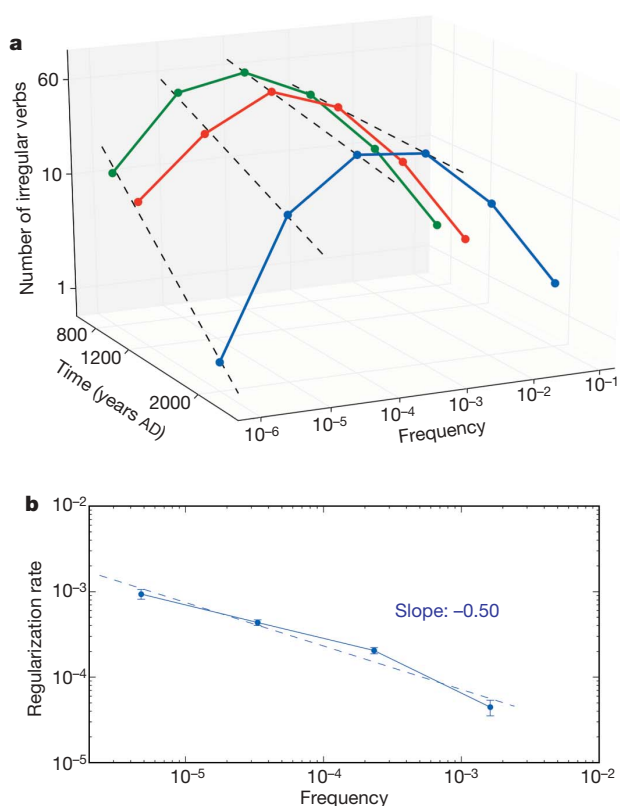 a
Number of irregular verbs
60
10
1
800
1200
2000
Time (years AD)
10⁻⁶
10⁻⁵
10⁻⁴
10⁻³
10⁻²
10⁻¹
Frequency
b
Regularization rate
10⁻²
10⁻³
10⁻⁴
10⁻⁵
Slope: –0.50
10⁻⁵
10⁻⁴
10⁻³
10⁻²
Frequency